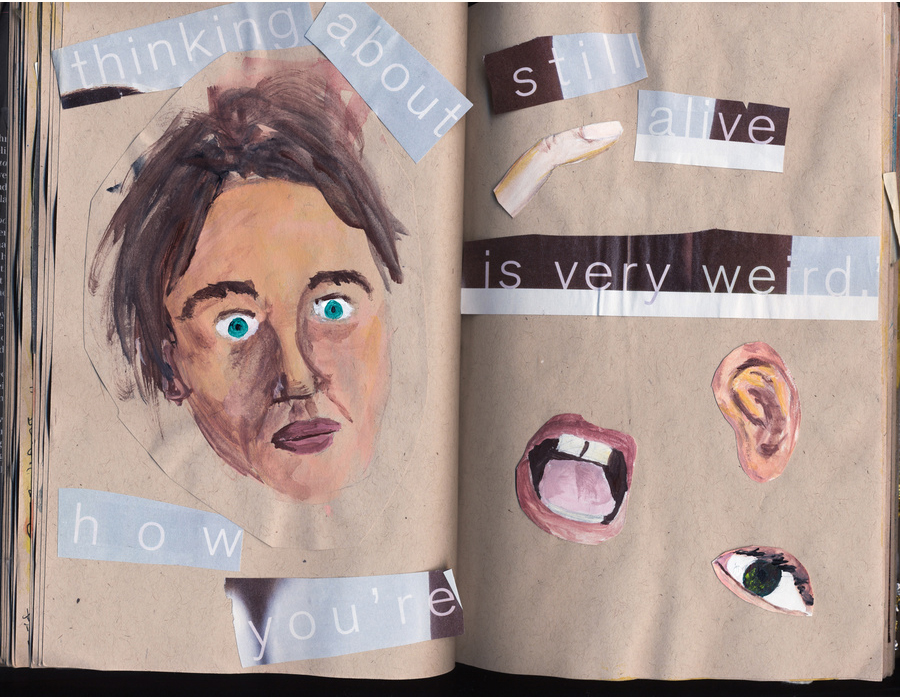 thinking about
how
you're
still
alive
is very weird.